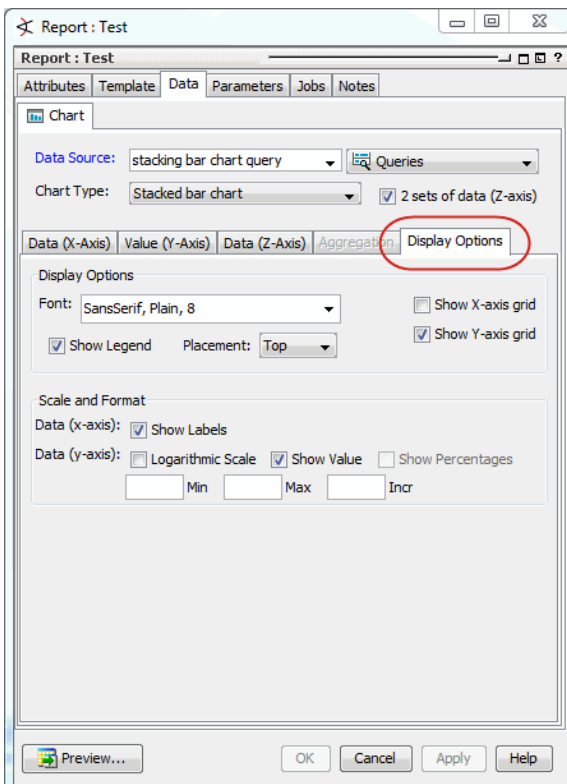 Report : Test
Report : Test ?
Attributes Template Data Parameters Jobs Notes
Chart
Data Source: stacking bar chart query Queries
Chart Type: Stacked bar chart 2 sets of data (Z-axis)
Data (X-Axis) Value (Y-Axis) Data (Z-Axis) Aggregation Display Options
Display Options
Font: SansSerif, Plain, 8 Show X-axis grid
Show Legend Placement: Top Show Y-axis grid
Scale and Format
Data (x-axis): Show Labels
Data (y-axis): Logarithmic Scale Show Value Show Percentages
Min Max Incr
Preview... OK Cancel Apply Help